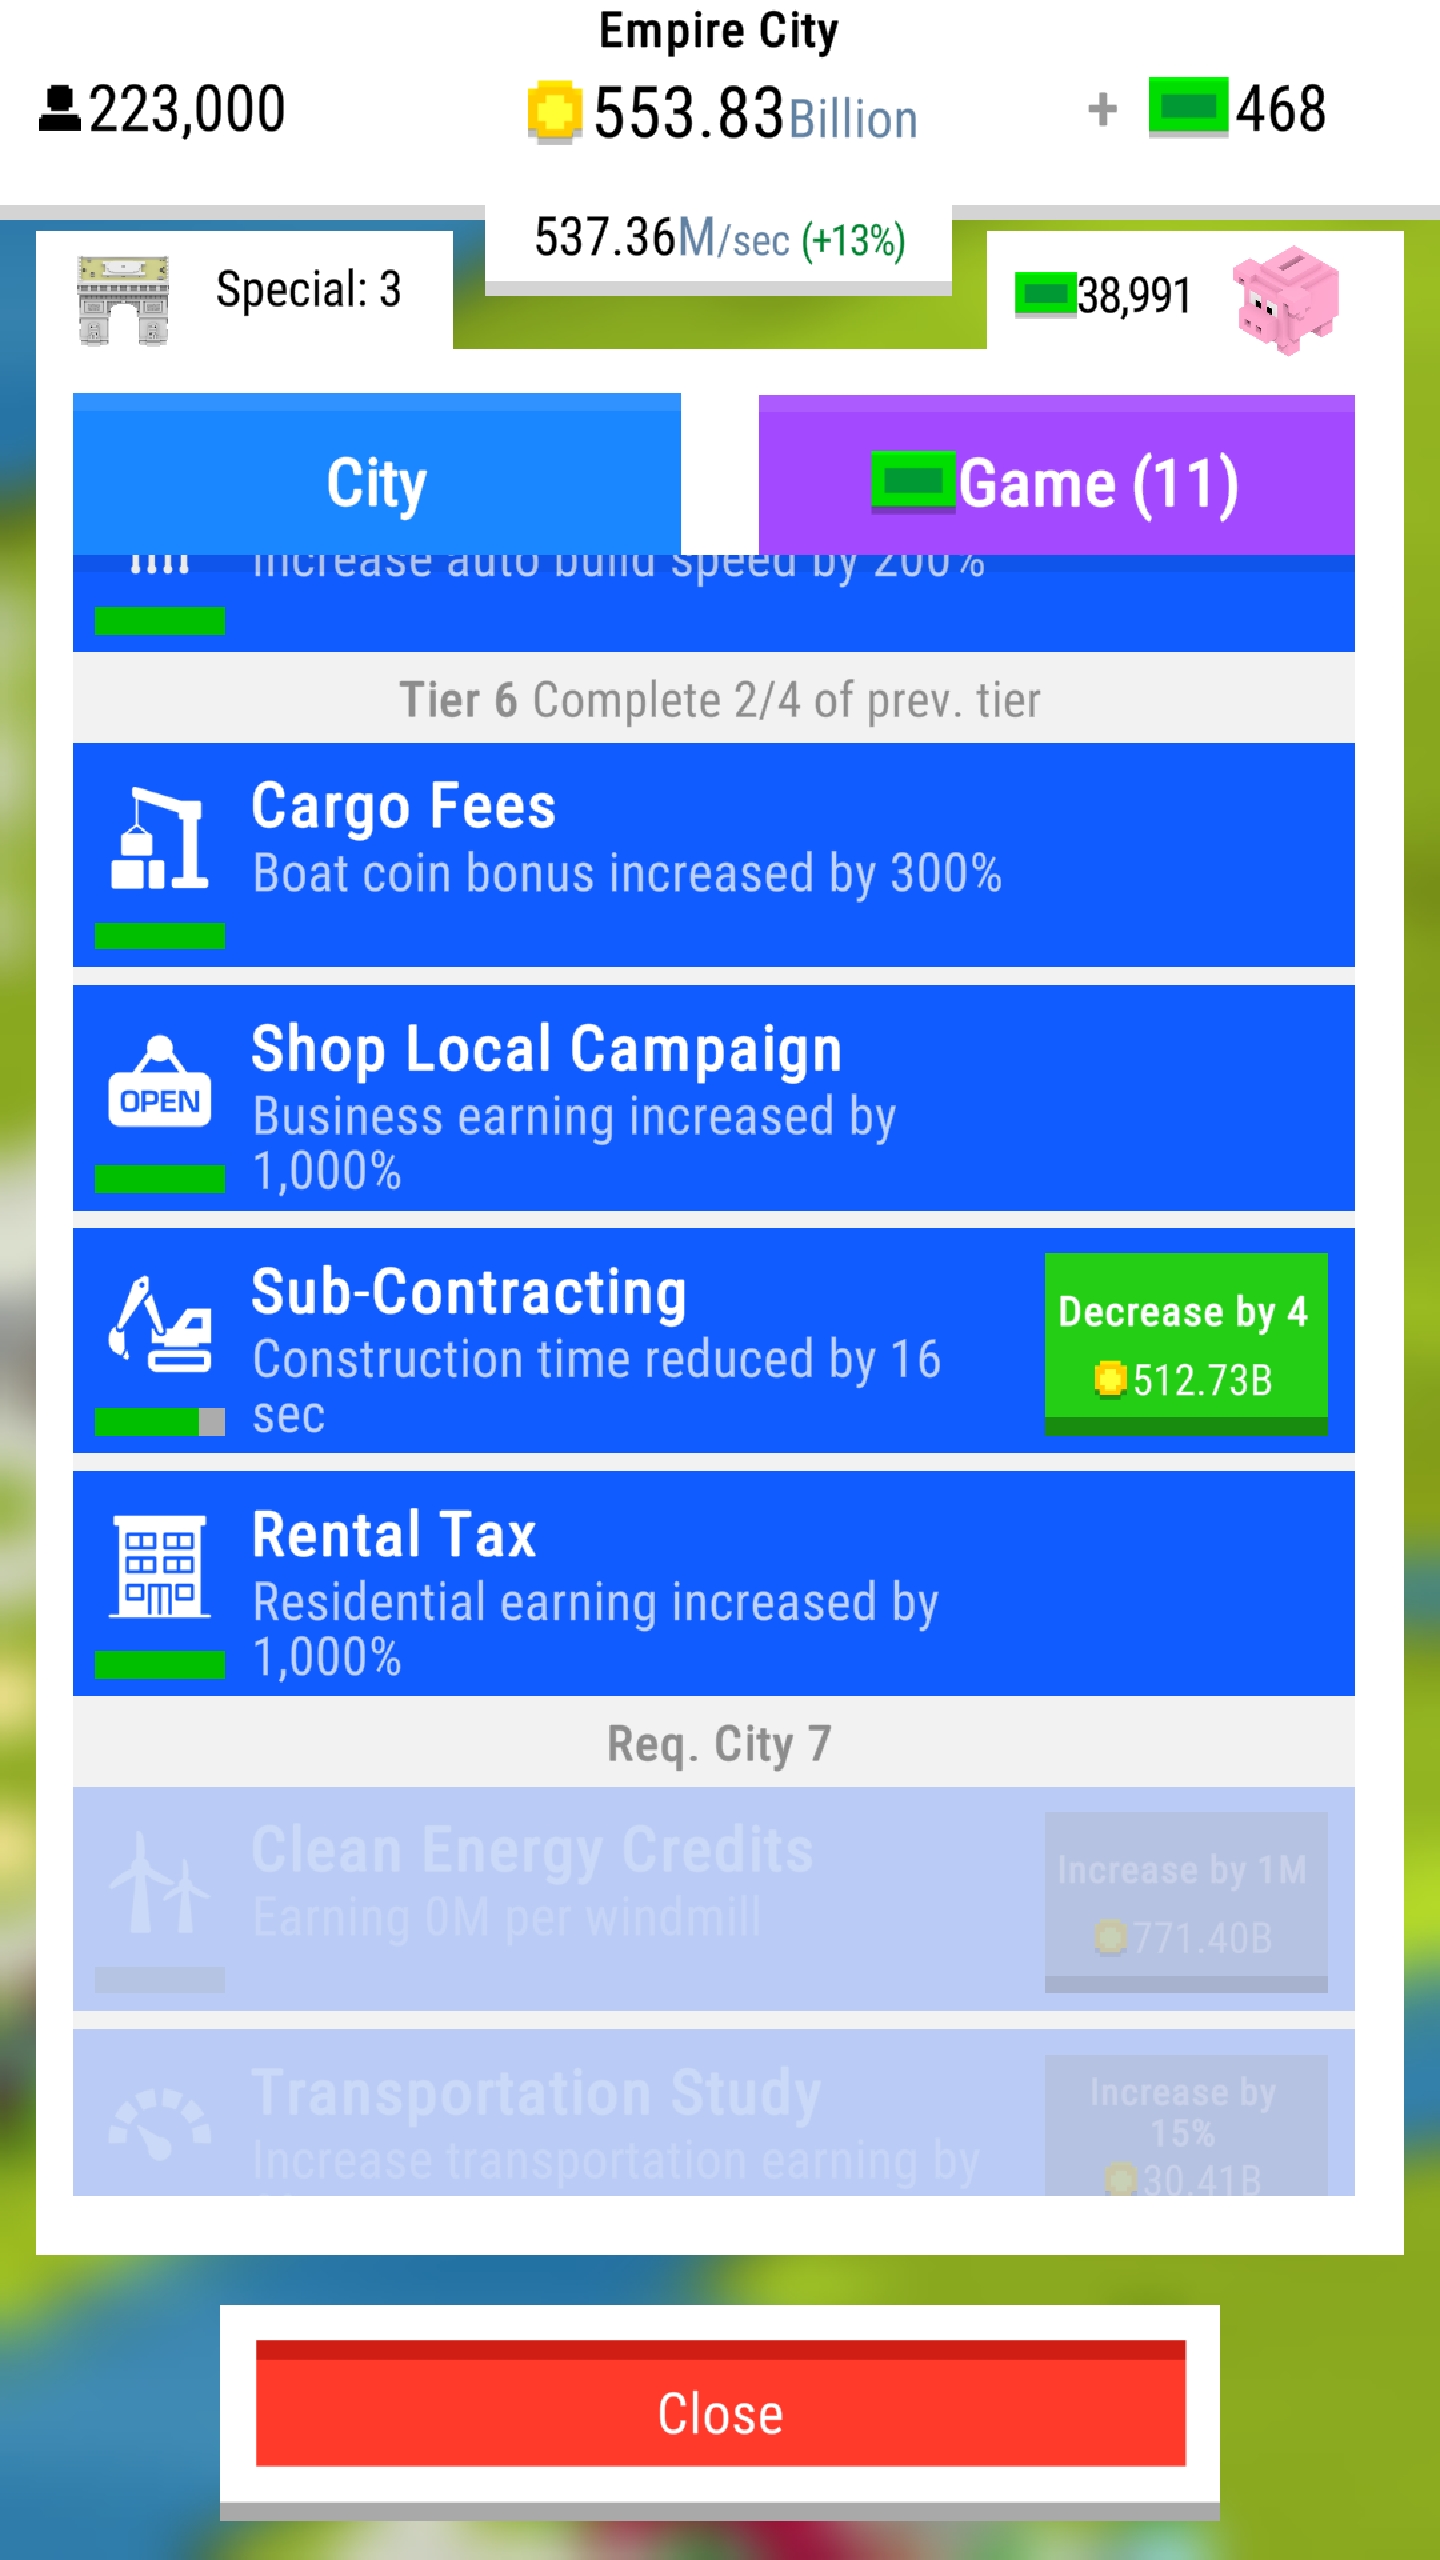 Empire City
223,000
553.83Billion
+ 468
537.36M/sec (+13%)
Special: 3
38,991
City
Game (11)
Increase auto build speed by 200%
Tier 6 Complete 2/4 of prev. tier
Cargo Fees
Boat coin bonus increased by 300%
Shop Local Campaign
OPEN
Business earning increased by
1,000%
Sub-Contracting
Construction time reduced by 16
sec
Decrease by 4
512.73B
Rental Tax
Residential earning increased by
1,000%
Req. City 7
Clean Energy Credits
Earning 0M per windmill
Increase by 1M
771.40B
Transportation Study
Increase transportation earning by
Increase by
15%
30.41B
Close